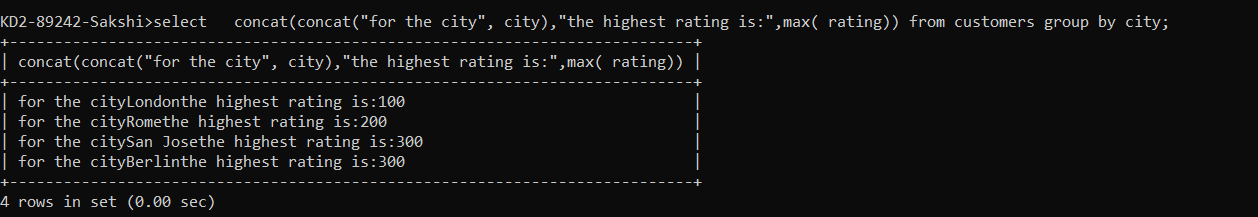 KD2-89242-Sakshi>select   concat(concat("for the city", city),"the highest rating is:",max( rating)) from customers group by city;
+---------------------------------------------------------------------------+
| concat(concat("for the city", city),"the highest rating is:",max( rating)) |
+---------------------------------------------------------------------------+
| for the cityLondonthe highest rating is:100                               |
| for the cityRomethe highest rating is:200                                 |
| for the citySan Josethe highest rating is:300                             |
| for the cityBerlinthe highest rating is:300                               |
+---------------------------------------------------------------------------+
4 rows in set (0.00 sec)